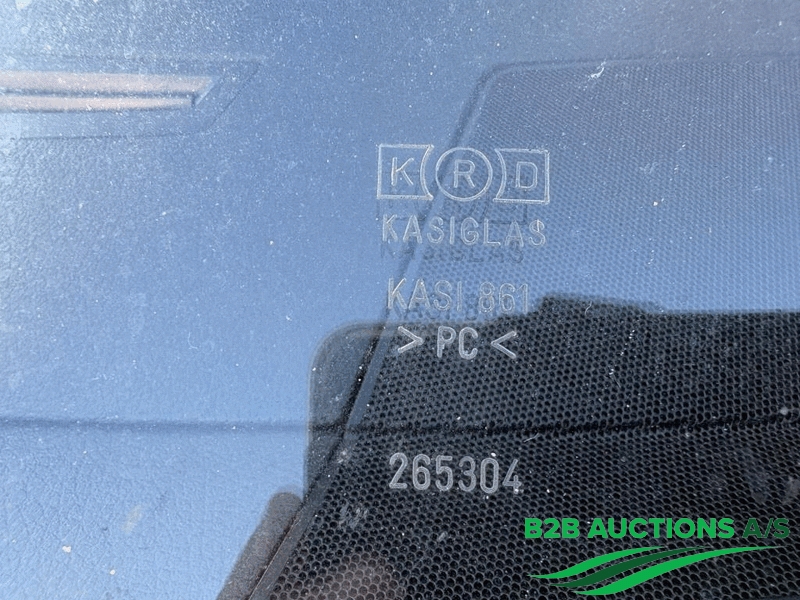 KRD
KASIGLAS
KASI 861
> PC <
265304
B2B AUCTIONS A/S